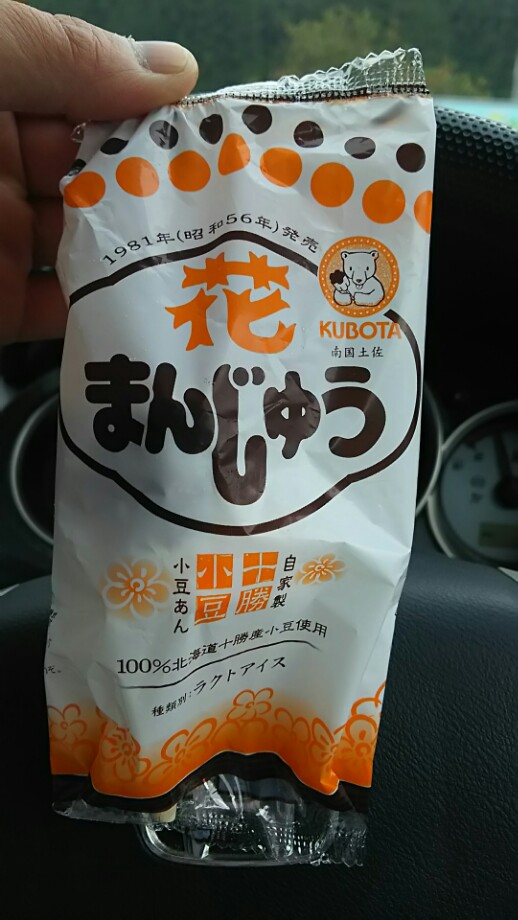 1981年(昭和56年)発売
花
まんじゅう
KUBOTA
南国土佐
自家製
十勝
小豆
小豆あん
100%北海道十勝産小豆使用
種類別:ラクトアイス